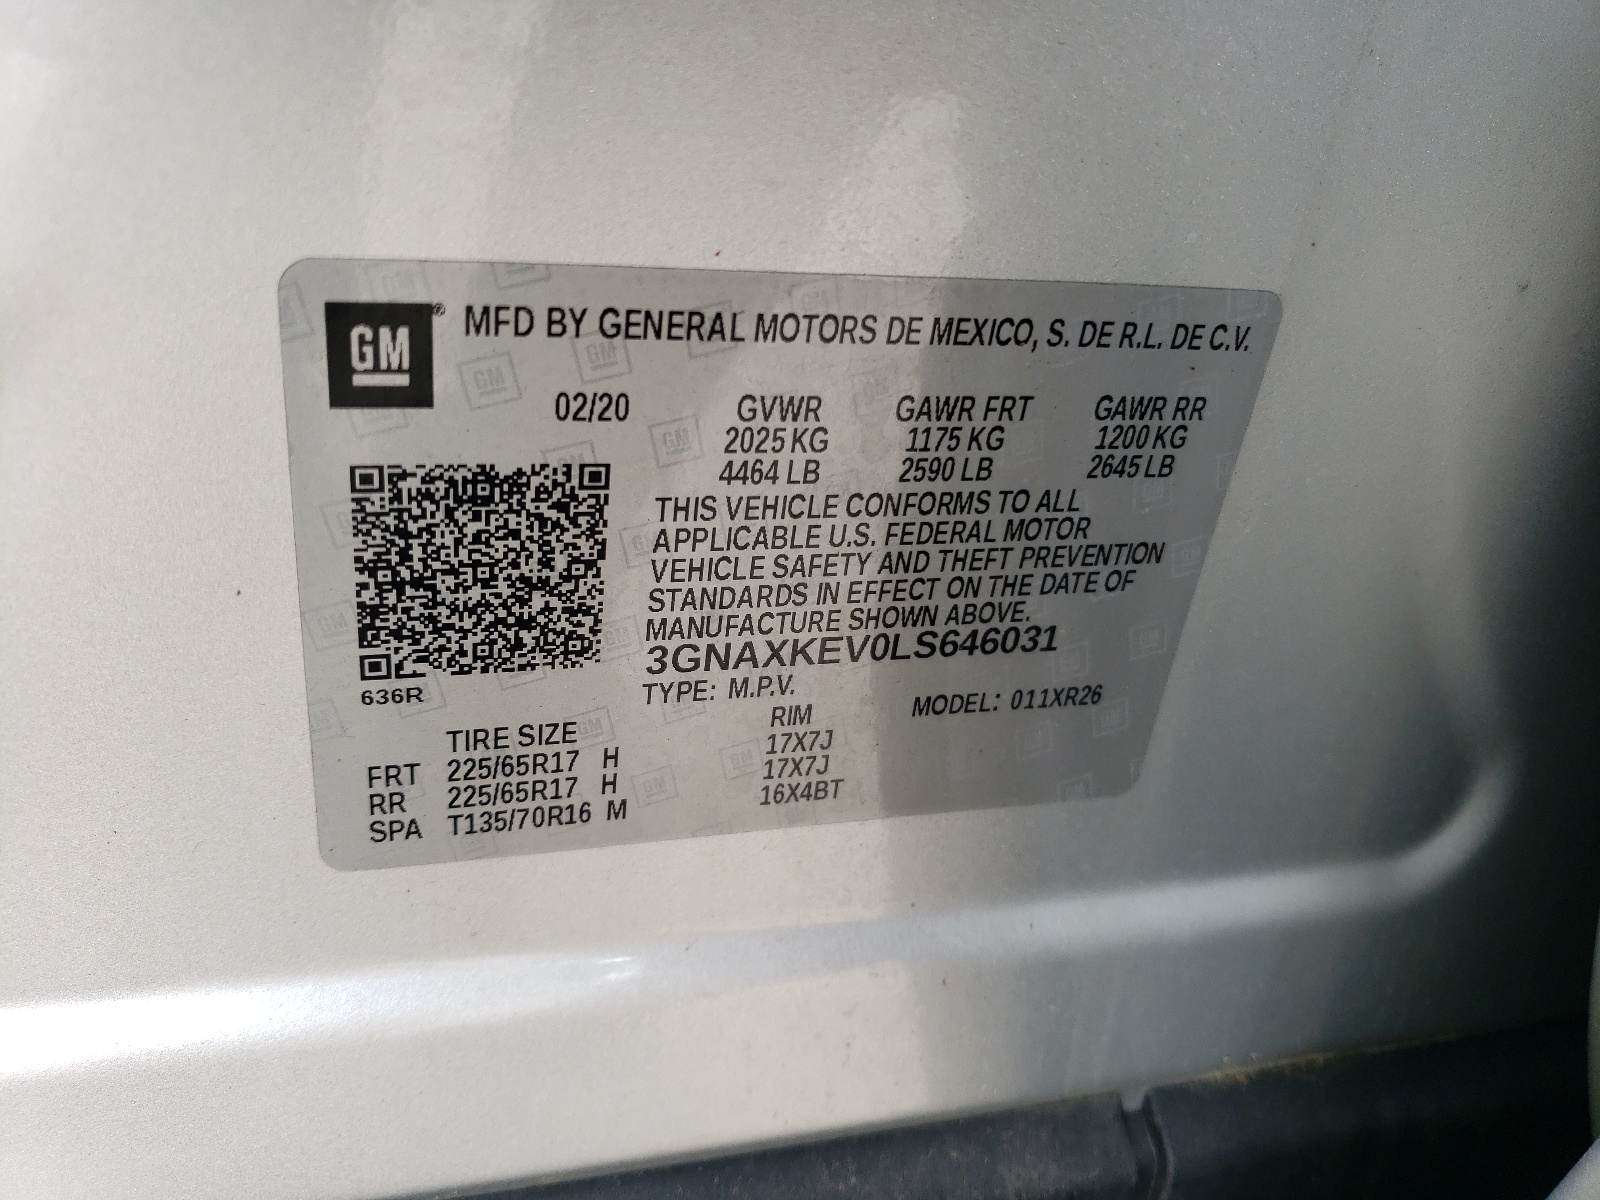 GM® MFD BY GENERAL MOTORS DE MEXICO, S. DE R.L. DE C.V.
02/20 GVWR GAWR FRT GAWR RR
2025 KG 1175 KG 1200 KG
4464 LB 2590 LB 2645 LB
THIS VEHICLE CONFORMS TO ALL
APPLICABLE U.S. FEDERAL MOTOR
VEHICLE SAFETY AND THEFT PREVENTION
STANDARDS IN EFFECT ON THE DATE OF
MANUFACTURE SHOWN ABOVE.
3GNAXKEV0LS646031
636R
TYPE: M.P.V. MODEL: 011XR26
TIRE SIZE RIM
FRT 225/65R17 H 17X7J
RR 225/65R17 H 17X7J
SPA T135/70R16 M 16X4BT